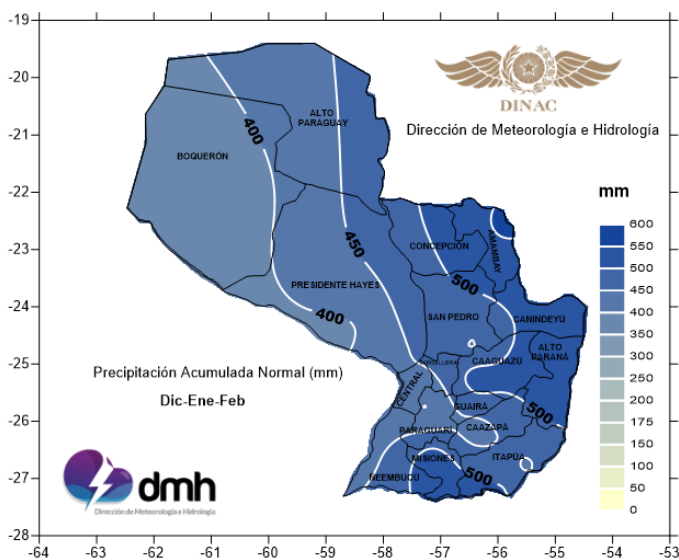 -19
-20
-21
-22
-23
-24
-25
-26
-27
-28
-64
-63
-62
-61
-60
-59
-58
-57
-56
-55
-54
-53
DINAC
Dirección de Meteorología e Hidrología
mm
600
550
500
450
400
350
300
250
200
175
150
100
50
0
ALTO
PARAGUAY
BOQUERÓN
400
450
CONCEPCIÓN
AMAMBAY
PRESIDENTE HAYES
500
400
SAN PEDRO
CANINDEYÚ
CORDILLERA
CAAGUAZÚ
ALTO
PARANÁ
CENTRAL
GUAIRA
500
PARAGUARÍ
CAAZAPÁ
MISIONES
ITAPÚA
ÑEEMBUCÚ
500
Precipitación Acumulada Normal (mm)
Dic-Ene-Feb
dmh
Dirección de Meteorología e Hidrología